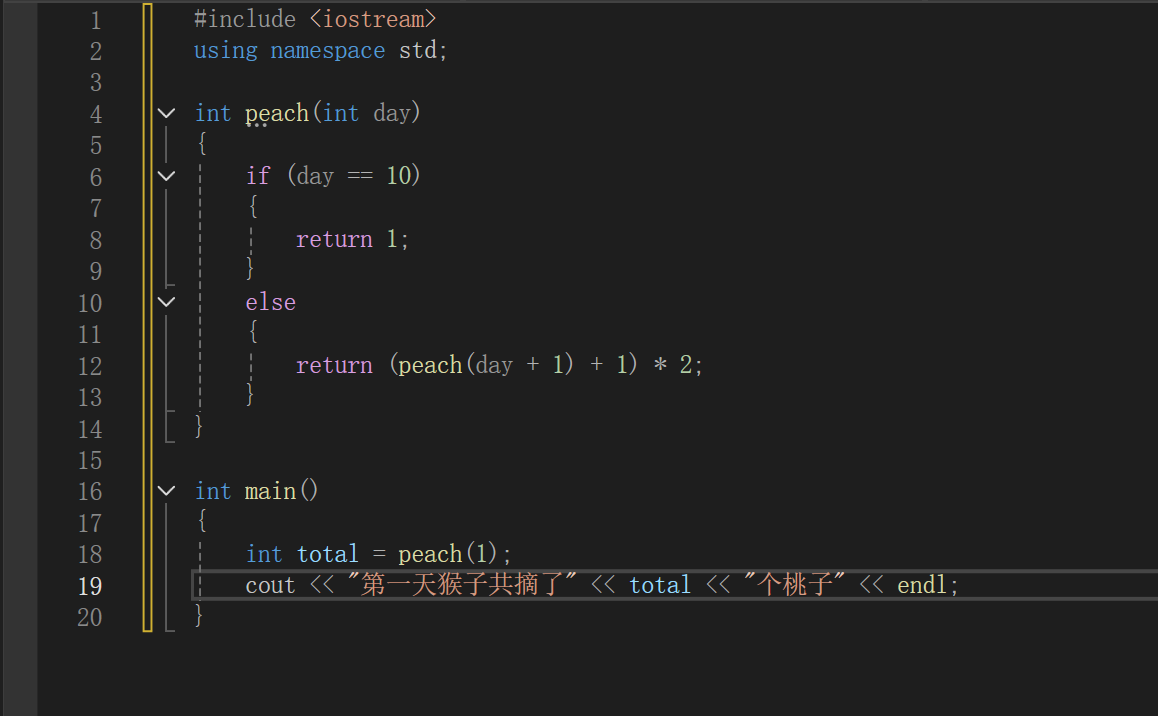 1 #include <iostream>
2 using namespace std;
3
4 int peach(int day)
5 {
6 if (day == 10)
7 {
8 return 1;
9 }
10 else
11 {
12 return (peach(day + 1) + 1) * 2;
13 }
14 }
15
16 int main()
17 {
18 int total = peach(1);
19 cout << "第一天猴子共摘了" << total << "个桃子" << endl;
20 }